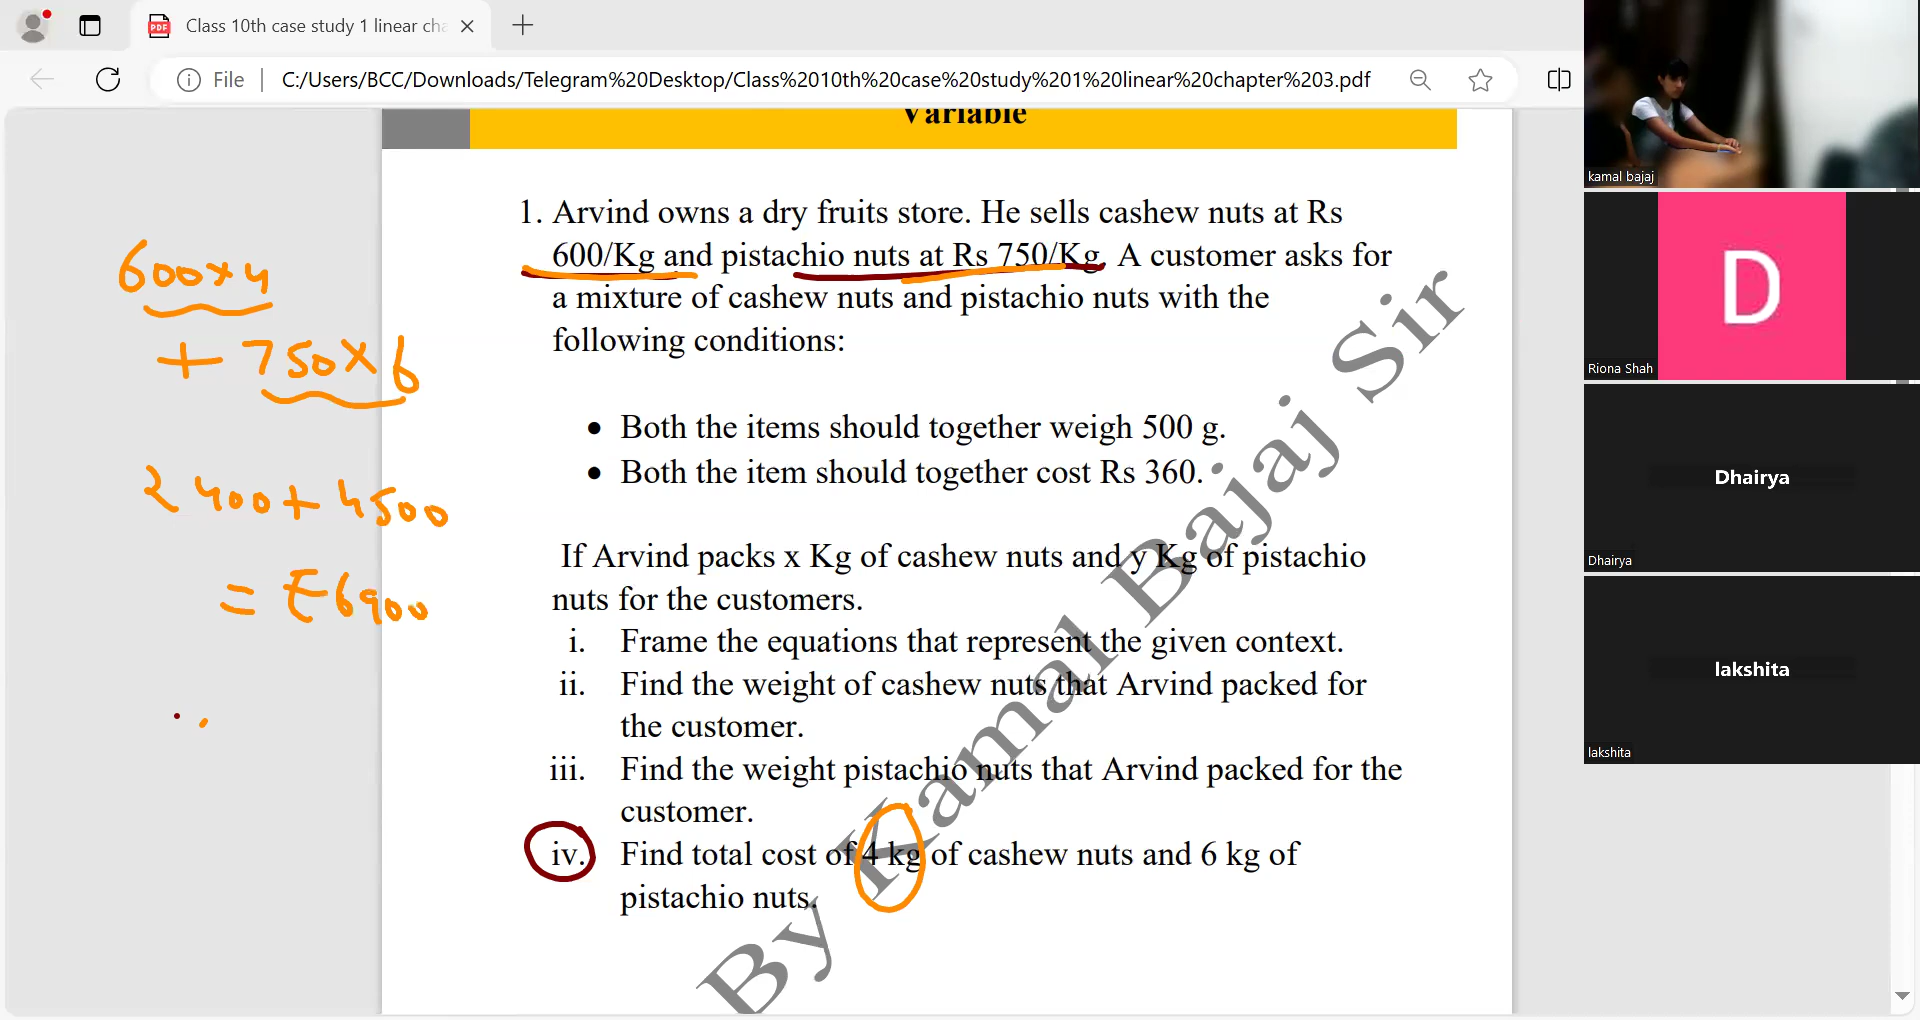 Class 10th case study 1 linear cha
File
C:/Users/BCC/Downloads/Telegram%20Desktop/Class%2010th%20case%20study%201%20linear%20chapter%203.pdf
Variable
1. Arvind owns a dry fruits store. He sells cashew nuts at Rs
600/Kg and pistachio nuts at Rs 750/Kg. A customer asks for
a mixture of cashew nuts and pistachio nuts with the
following conditions:
• Both the items should together weigh 500 g.
• Both the item should together cost Rs 360.
If Arvind packs x Kg of cashew nuts and y Kg of pistachio
nuts for the customers.
i. Frame the equations that represent the given context.
ii. Find the weight of cashew nuts that Arvind packed for
the customer.
iii. Find the weight pistachio nuts that Arvind packed for the
customer.
iv. Find total cost of 4 kg of cashew nuts and 6 kg of
pistachio nuts.
By Kamal Bajaj Sir
600×4
+ 750×6
2400+4500
= ₹6900
kamal bajaj
D
Riona Shah
Dhairya
Dhairya
lakshita
lakshita
PDF